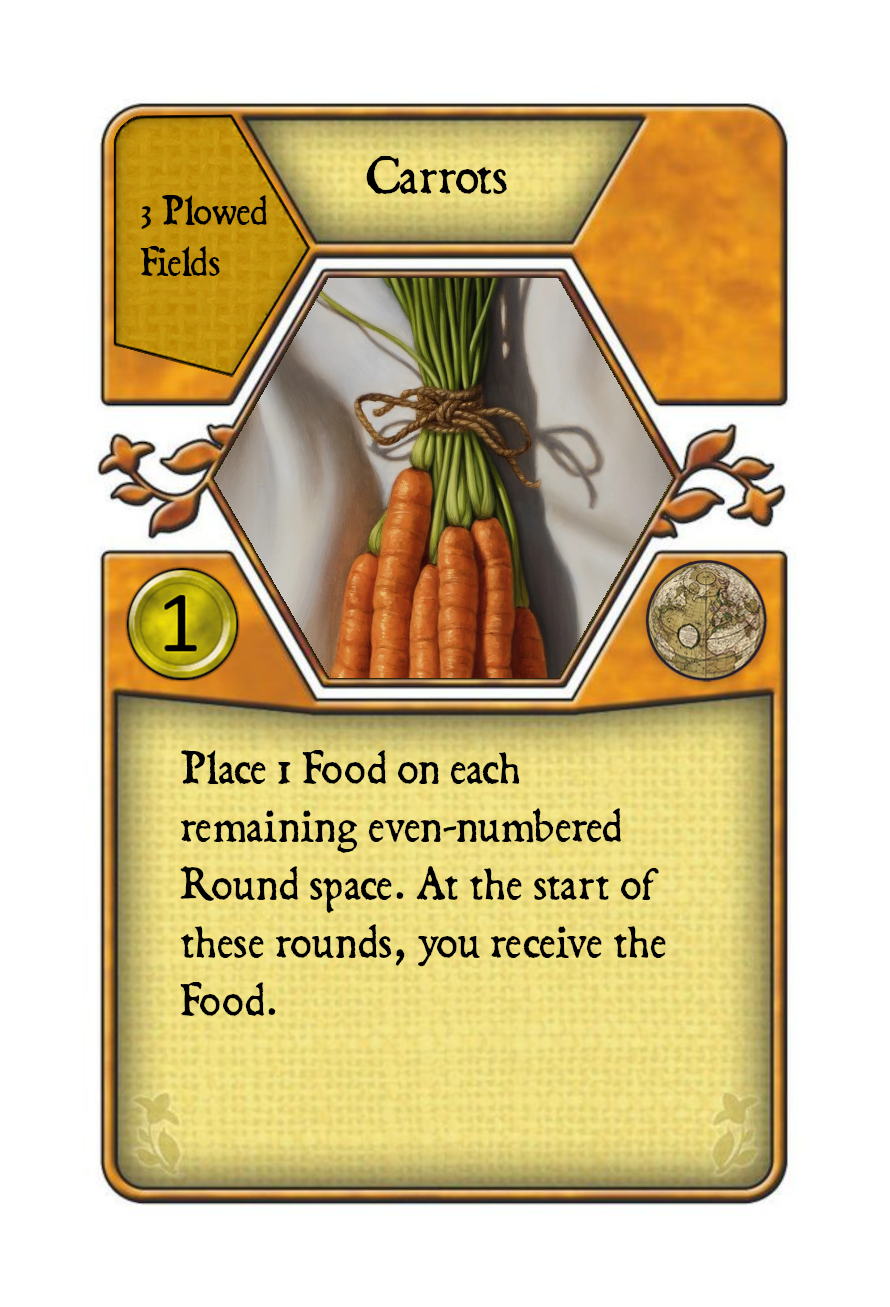 Carrots
3 Plowed
Fields
1
Place 1 Food on each
remaining even-numbered
Round space. At the start of
these rounds, you receive the
Food.